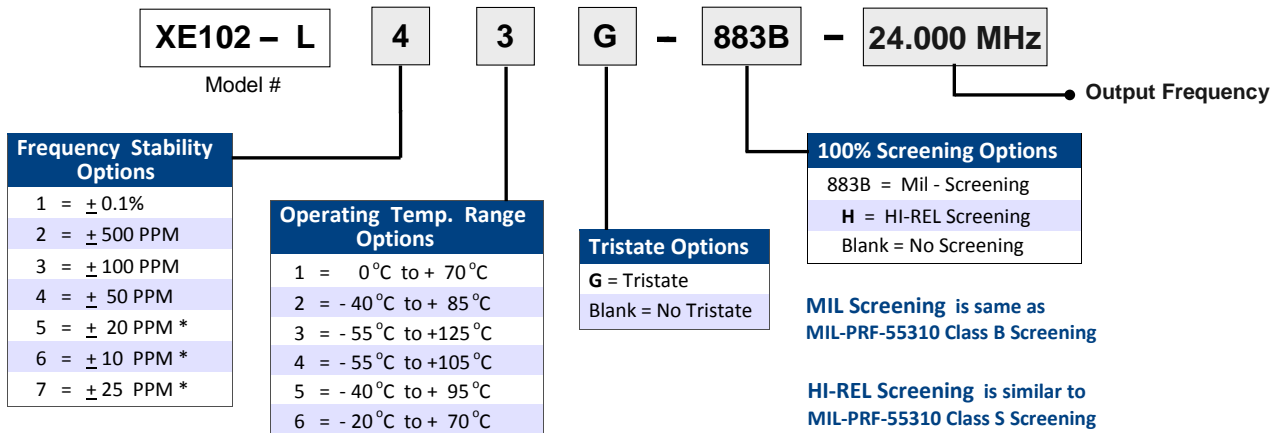 XE102 – L 4 3 G – 883B – 24.000 MHz
Model #
Output Frequency
Frequency Stability
Options
1 = ± 0.1%
2 = ± 500 PPM
3 = ± 100 PPM
4 = ± 50 PPM
5 = ± 20 PPM *
6 = ± 10 PPM *
7 = ± 25 PPM *
Operating Temp. Range
Options
1 = 0 °C to + 70 °C
2 = - 40 °C to + 85 °C
3 = - 55 °C to +125 °C
4 = - 55 °C to +105 °C
5 = - 40 °C to + 95 °C
6 = - 20 °C to + 70 °C
Tristate Options
G = Tristate
Blank = No Tristate
100% Screening Options
883B = Mil - Screening
H = HI-REL Screening
Blank = No Screening
MIL Screening is same as
MIL-PRF-55310 Class B Screening
HI-REL Screening is similar to
MIL-PRF-55310 Class S Screening